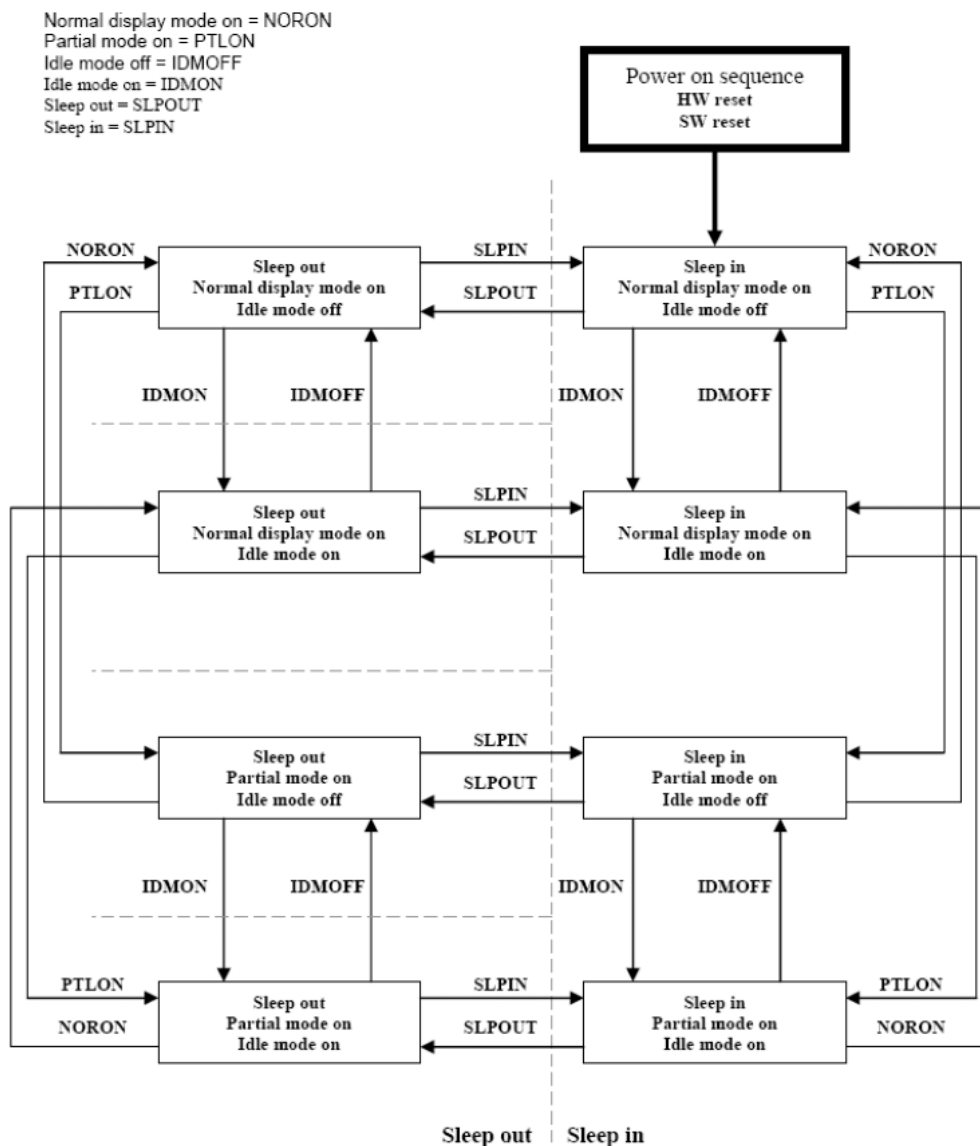 Normal display mode on = NORON
Partial mode on = PTLON
Idle mode off = IDMOFF
Idle mode on = IDMON
Sleep out = SLPOUT
Sleep in = SLPIN
Power on sequence
HW reset
SW reset
NORON
PTLON
Sleep out
Normal display mode on
Idle mode off
SLPIN
SLPOUT
Sleep in
Normal display mode on
Idle mode off
NORON
PTLON
IDMON
IDMOFF
IDMON
IDMOFF
Sleep out
Normal display mode on
Idle mode on
SLPIN
SLPOUT
Sleep in
Normal display mode on
Idle mode on
Sleep out
Partial mode on
Idle mode off
SLPIN
SLPOUT
Sleep in
Partial mode on
Idle mode off
IDMON
IDMOFF
IDMON
IDMOFF
PTLON
NORON
Sleep out
Partial mode on
Idle mode on
SLPIN
SLPOUT
Sleep in
Partial mode on
Idle mode on
PTLON
NORON
Sleep out
Sleep in